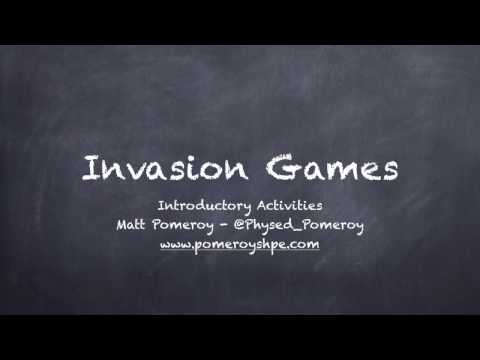 Invasion Games
Introductory Activities
Matt Pomeroy - @Physed_Pomeroy
www.pomeroyshpe.com